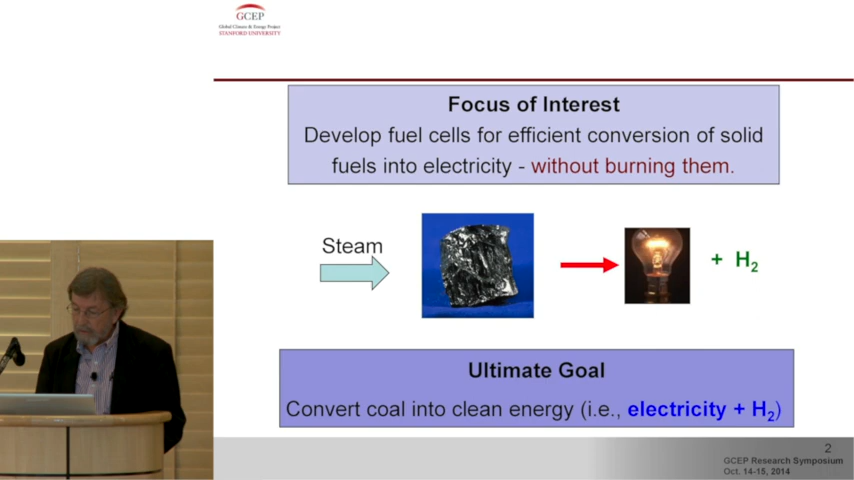 GCEP
Global Climate & Energy Project
STANFORD UNIVERSITY
Focus of Interest
Develop fuel cells for efficient conversion of solid
fuels into electricity - without burning them.
Steam
+ H₂
Ultimate Goal
Convert coal into clean energy (i.e., electricity + H₂)
2
GCEP Research Symposium
Oct. 14-15, 2014